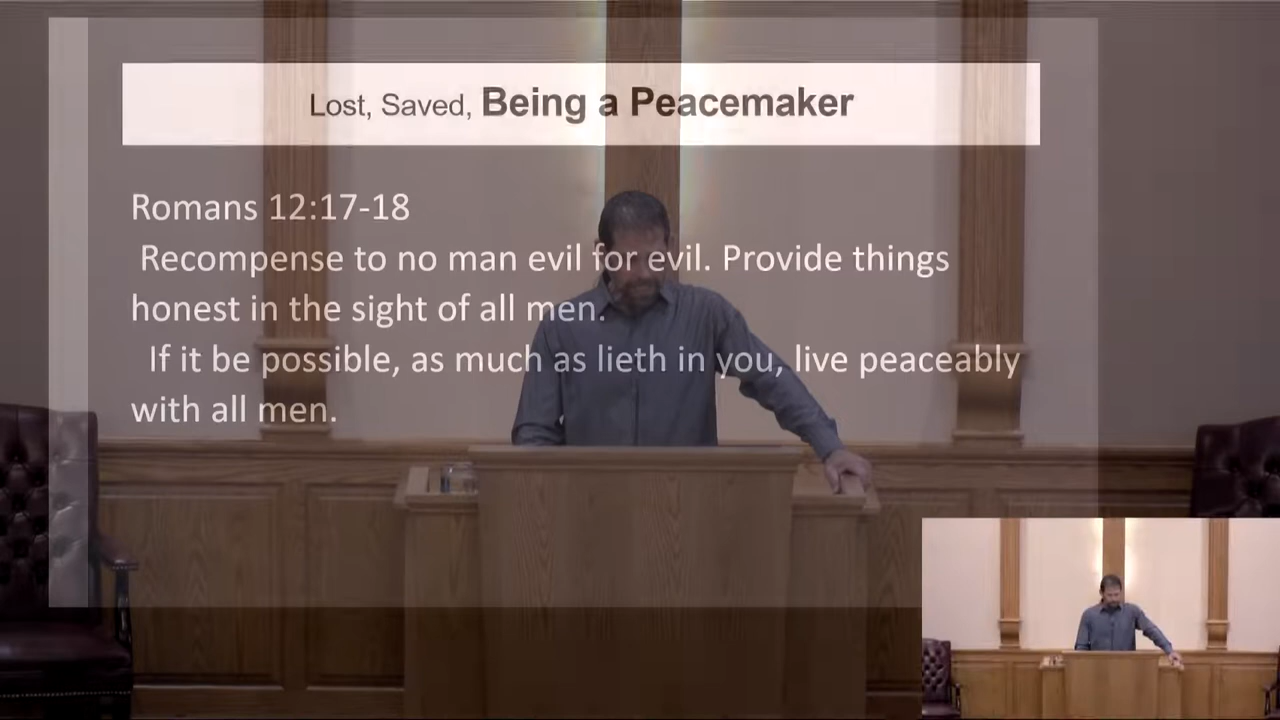 Lost, Saved, Being a Peacemaker
Romans 12:17-18
Recompense to no man evil for evil. Provide things
honest in the sight of all men.
If it be possible, as much as lieth in you, live peaceably
with all men.